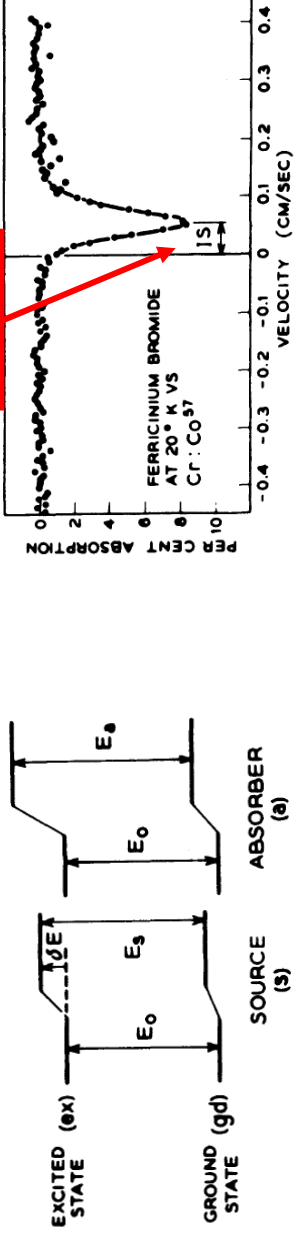 EXCITED
STATE (ex)
GROUND (gd)
STATE
E₀
E₀
δE
Eₛ
Eₐ
SOURCE
(s)
ABSORBER
(a)
PER CENT ABSORPTION
0
2
4
6
8
10
FERRICINIUM BROMIDE
AT 20° K VS
Cr : Co⁵⁷
IS
-0.4 -0.3 -0.2 -0.1 0 0.1 0.2 0.3 0.4
VELOCITY (CM/SEC)